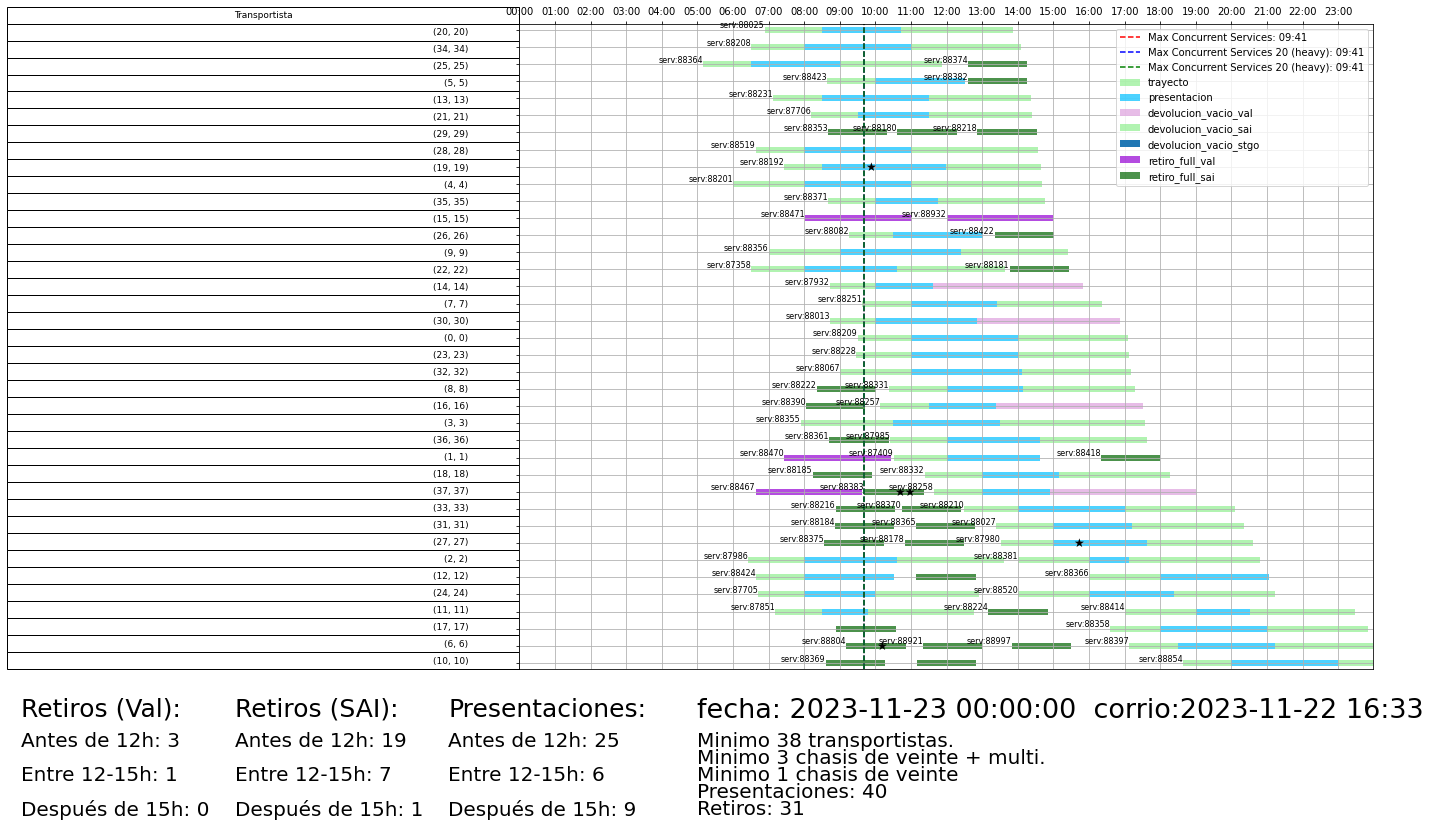 Transportista
00:00 01:00 02:00 03:00 04:00 05:00 06:00 07:00 08:00 09:00 10:00 11:00 12:00 13:00 14:00 15:00 16:00 17:00 18:00 19:00 20:00 21:00 22:00 23:00
(20, 20) serv:88025
(34, 34) serv:88208
(25, 25) serv:88364 serv:88374
(5, 5) serv:88423 serv:88382
(13, 13) serv:88231
(21, 21) serv:87706
(29, 29) serv:88353 serv:88180 serv:88218
(28, 28) serv:88519
(19, 19) serv:88192
(4, 4) serv:88201
(35, 35) serv:88371
(15, 15) serv:88471 serv:88932
(26, 26) serv:88082 serv:88422
(9, 9) serv:88356
(22, 22) serv:87358 serv:88181
(14, 14) serv:87932
(7, 7) serv:88251
(30, 30) serv:88013
(0, 0) serv:88209
(23, 23) serv:88228
(32, 32) serv:88067
(8, 8) serv:88222 serv:88331
(16, 16) serv:88390 serv:88257
(3, 3) serv:88355
(36, 36) serv:88361 serv:87985
(1, 1) serv:88470 serv:87409 serv:88418
(18, 18) serv:88185 serv:88332
(37, 37) serv:88467 serv:88383 serv:88258
(33, 33) serv:88216 serv:88370 serv:88210
(31, 31) serv:88184 serv:88365 serv:88027
(27, 27) serv:88375 serv:88178 serv:87980
(2, 2) serv:87986 serv:88381
(12, 12) serv:88424 serv:88366
(24, 24) serv:87705 serv:88520
(11, 11) serv:87851 serv:88224 serv:88414
(17, 17) serv:88358
(6, 6) serv:88804 serv:88921 serv:88997 serv:88397
(10, 10) serv:88369 serv:88854
Max Concurrent Services: 09:41
Max Concurrent Services 20 (heavy): 09:41
Max Concurrent Services 20 (heavy): 09:41
trayecto
presentacion
devolucion_vacio_val
devolucion_vacio_sai
devolucion_vacio_stgo
retiro_full_val
retiro_full_sai
Retiros (Val):
Antes de 12h: 3
Entre 12-15h: 1
Después de 15h: 0
Retiros (SAI):
Antes de 12h: 19
Entre 12-15h: 7
Después de 15h: 1
Presentaciones:
Antes de 12h: 25
Entre 12-15h: 6
Después de 15h: 9
fecha: 2023-11-23 00:00:00 corrio:2023-11-22 16:33
Minimo 38 transportistas.
Minimo 3 chasis de veinte + multi.
Minimo 1 chasis de veinte
Presentaciones: 40
Retiros: 31